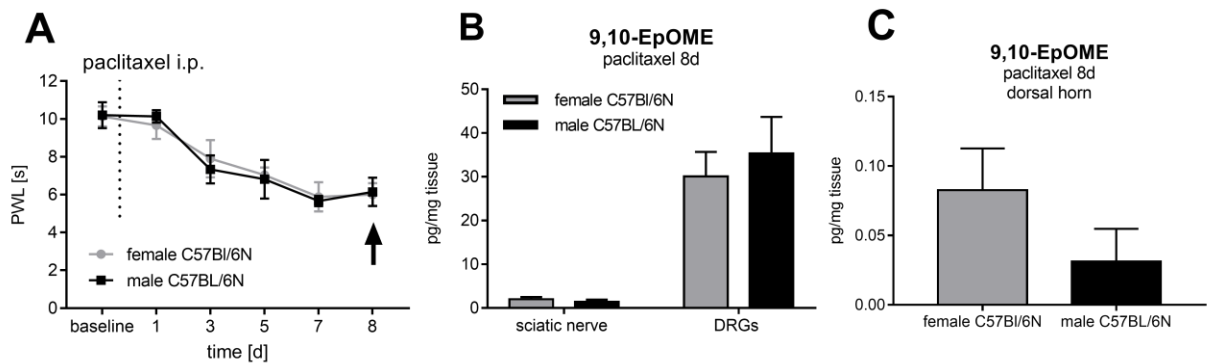 A
paclitaxel i.p.
PWL [s]
12
10
8
6
4
2
0
female C57Bl/6N
male C57BL/6N
baseline 1 3 5 7 8
time [d]
B
9,10-EpOME
paclitaxel 8d
pg/mg tissue
50
40
30
20
10
0
female C57Bl/6N
male C57BL/6N
sciatic nerve DRGs
C
9,10-EpOME
paclitaxel 8d
dorsal horn
pg/mg tissue
0.15
0.10
0.05
0.00
female C57Bl/6N male C57BL/6N